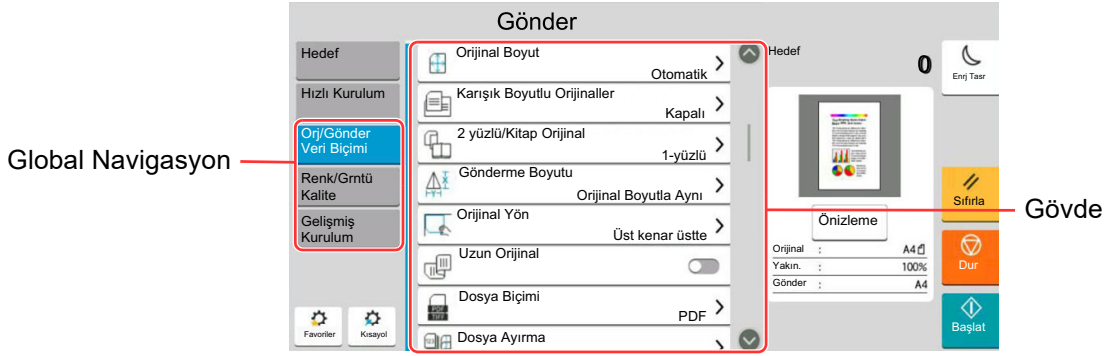 Gönder
Global Navigasyon
Gövde
Hedef
Hızlı Kurulum
Orj/Gönder
Veri Biçimi
Renk/Grntü
Kalite
Gelişmiş
Kurulum
Favoriler
Kısayol
Orijinal Boyut
Otomatik
Karışık Boyutlu Orijinaller
Kapalı
2 yüzlü/Kitap Orijinal
1-yüzlü
Gönderme Boyutu
Orijinal Boyutla Aynı
Orijinal Yön
Üst kenar üstte
Uzun Orijinal
Dosya Biçimi
PDF
PDF
TIFF
Dosya Ayırma
123
Hedef
0
Önizleme
Orijinal : A4
Yakın. : 100%
Gönder : A4
Enrj Tasr
Sıfırla
Dur
Başlat